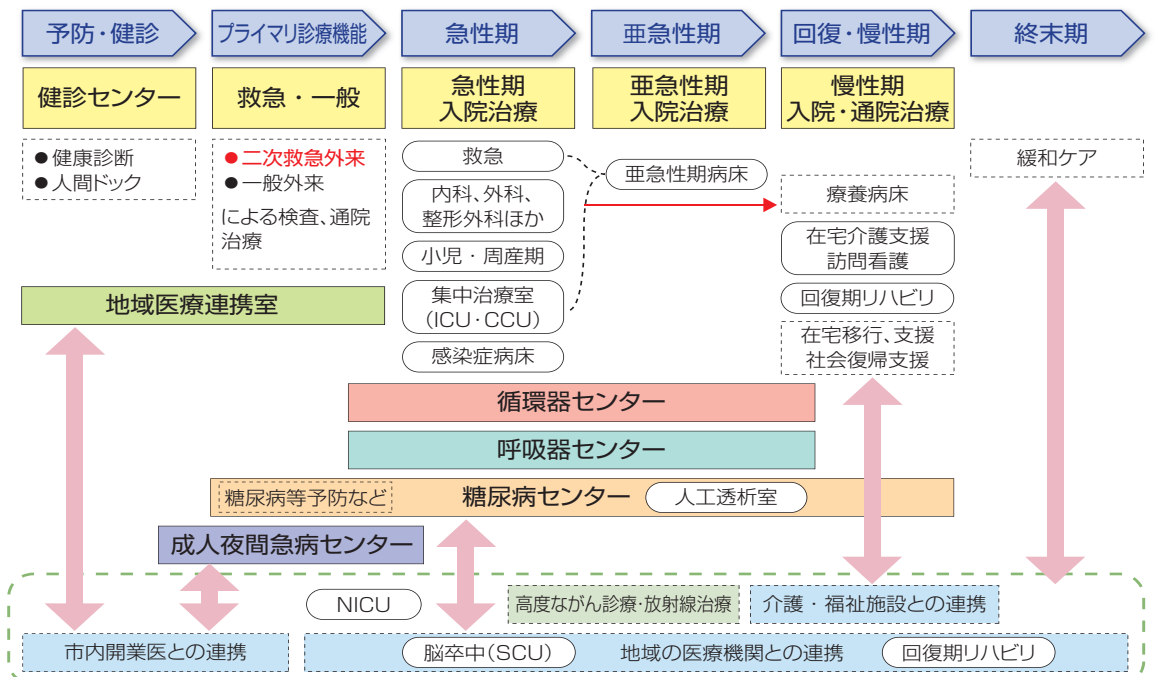 予防・健診
プライマリ診療機能
急性期
亜急性期
回復・慢性期
終末期
健診センター
救急・一般
急性期
入院治療
亜急性期
入院治療
慢性期
入院・通院治療
●健康診断
●人間ドック
●二次救急外来
●一般外来
による検査、通院
治療
救急
内科、外科、
整形外科ほか
小児・周産期
集中治療室
(ICU・CCU)
感染症病床
亜急性期病床
療養病床
在宅介護支援
訪問看護
回復期リハビリ
在宅移行、支援
社会復帰支援
緩和ケア
地域医療連携室
循環器センター
呼吸器センター
糖尿病等予防など
糖尿病センター
人工透析室
成人夜間急病センター
NICU
高度ながん診療・放射線治療
介護・福祉施設との連携
市内開業医との連携
脳卒中(SCU)
地域の医療機関との連携
回復期リハビリ